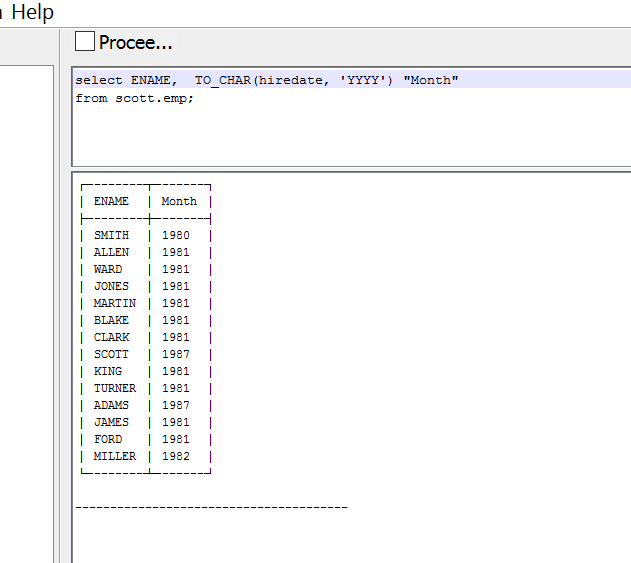 Help
Procee...
select ENAME,  TO_CHAR(hiredate, 'YYYY') "Month"
from scott.emp;
ENAME | Month
SMITH | 1980
ALLEN | 1981
WARD | 1981
JONES | 1981
MARTIN | 1981
BLAKE | 1981
CLARK | 1981
SCOTT | 1987
KING | 1981
TURNER | 1981
ADAMS | 1987
JAMES | 1981
FORD | 1981
MILLER | 1982
---------------------------------------